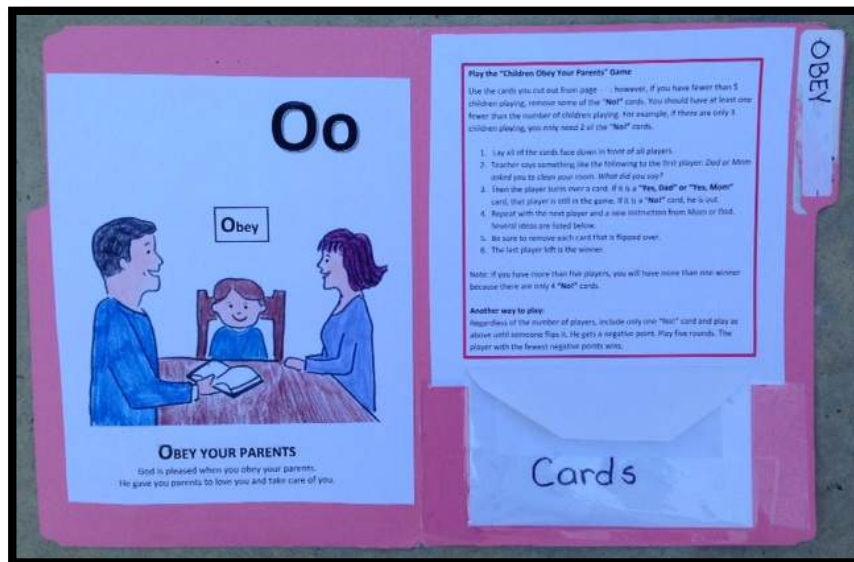 Oo
Obey
OBEY YOUR PARENTS
God is pleased when you obey your parents.
He gave you parents to love you and take care of you.
Play the "Children Obey Your Parents" Game
Use the cards you cut out from page ; however, if you have fewer than 5
children playing, remove some of the "No!" cards. You should have at least one
fewer than the number of children playing. For example, if there are only 3
children playing, you only need 2 of the "No!" cards.
1. Lay all of the cards face down in front of all players.
2. Teacher says something like the following to the first player: Dad or Mom
asked you to clean your room. What did you say?
3. Then the player turns over a card. If it is a "Yes, Dad" or "Yes, Mom"
card, that player is still in the game. If it is a "No!" card, he is out.
4. Repeat with the next player and a new instruction from Mom or Dad.
Several ideas are listed below.
5. Be sure to remove each card that is flipped over.
6. The last player left is the winner.
Note: If you have more than five players, you will have more than one winner
because there are only 4 "No!" cards.
Another way to play:
Regardless of the number of players, include only one "No!" card and play as
above until someone flips it. He gets a negative point. Play five rounds. The
player with the fewest negative points wins.
Cards
OBEY